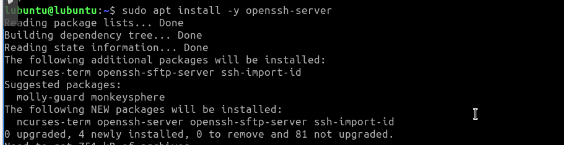 lubuntu@lubuntu:~$ sudo apt install -y openssh-server
Reading package lists... Done
Building dependency tree... Done
Reading state information... Done
The following additional packages will be installed:
ncurses-term openssh-sftp-server ssh-import-id
Suggested packages:
molly-guard monkeysphere
The following NEW packages will be installed:
ncurses-term openssh-server openssh-sftp-server ssh-import-id
0 upgraded, 4 newly installed, 0 to remove and 81 not upgraded.